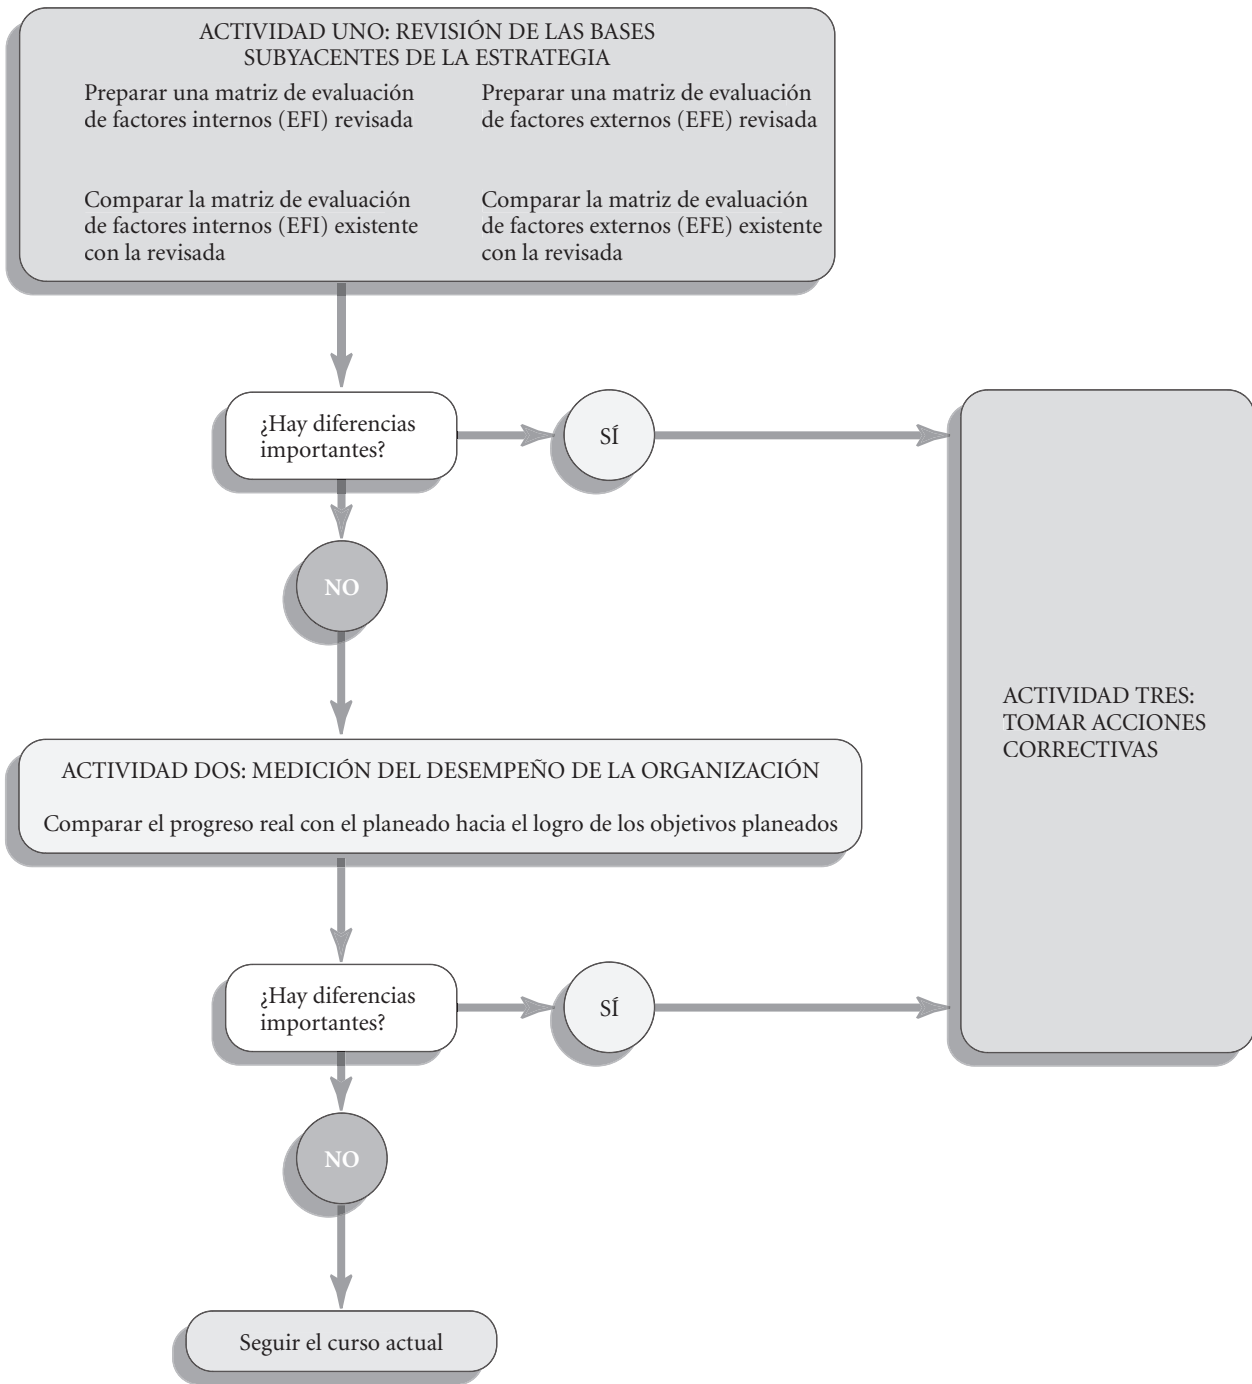 ACTIVIDAD UNO: REVISIÓN DE LAS BASES
SUBYACENTES DE LA ESTRATEGIA
Preparar una matriz de evaluación
de factores internos (EFI) revisada
Preparar una matriz de evaluación
de factores externos (EFE) revisada
Comparar la matriz de evaluación
de factores internos (EFI) existente
con la revisada
Comparar la matriz de evaluación
de factores externos (EFE) existente
con la revisada
¿Hay diferencias
importantes?
SÍ
NO
ACTIVIDAD TRES:
TOMAR ACCIONES
CORRECTIVAS
ACTIVIDAD DOS: MEDICIÓN DEL DESEMPEÑO DE LA ORGANIZACIÓN
Comparar el progreso real con el planeado hacia el logro de los objetivos planeados
¿Hay diferencias
importantes?
SÍ
NO
Seguir el curso actual